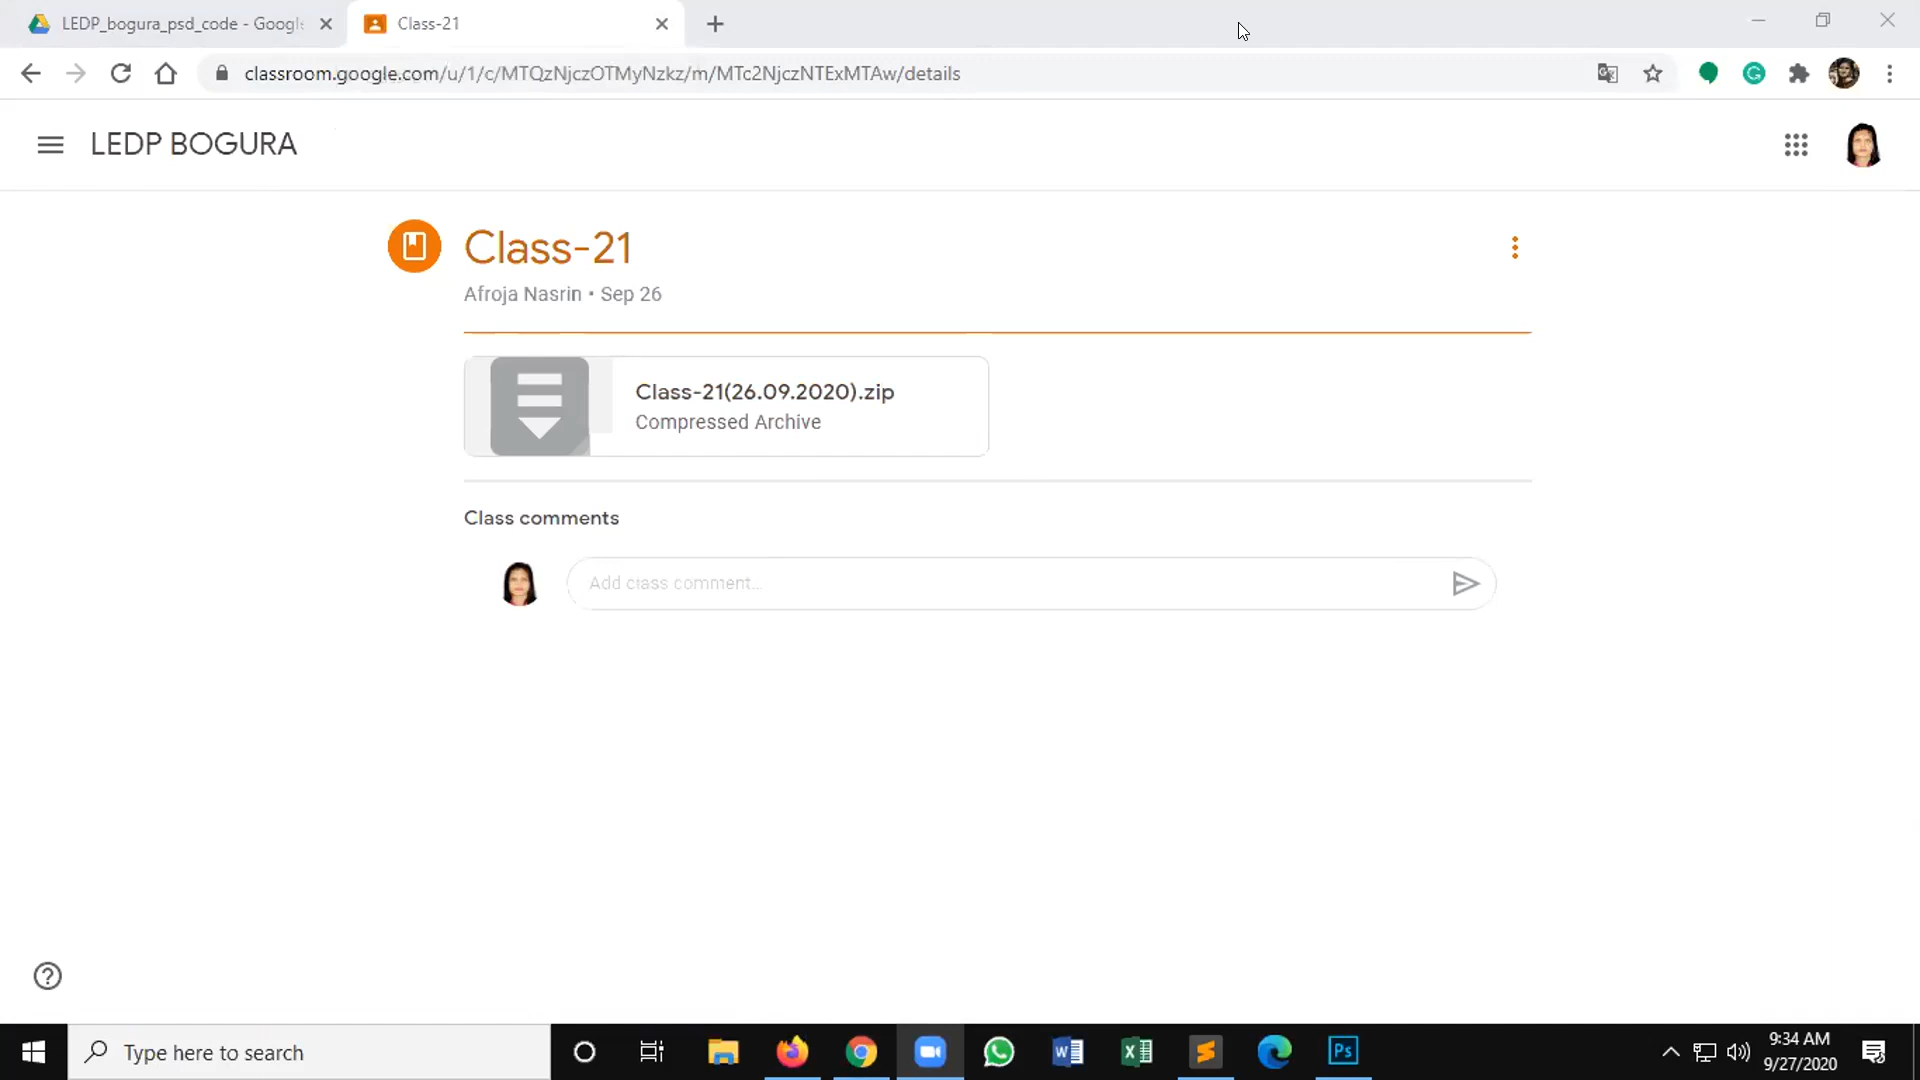 LEDP_bogura_psd_code - Google
Class-21
classroom.google.com/u/1/c/MTQzNjczOTMyNzkz/m/MTc2NjczNTExMTAw/details
LEDP BOGURA
Class-21
Afroja Nasrin • Sep 26
Class-21(26.09.2020).zip
Compressed Archive
Class comments
Add class comment...
Type here to search
9:34 AM
9/27/2020